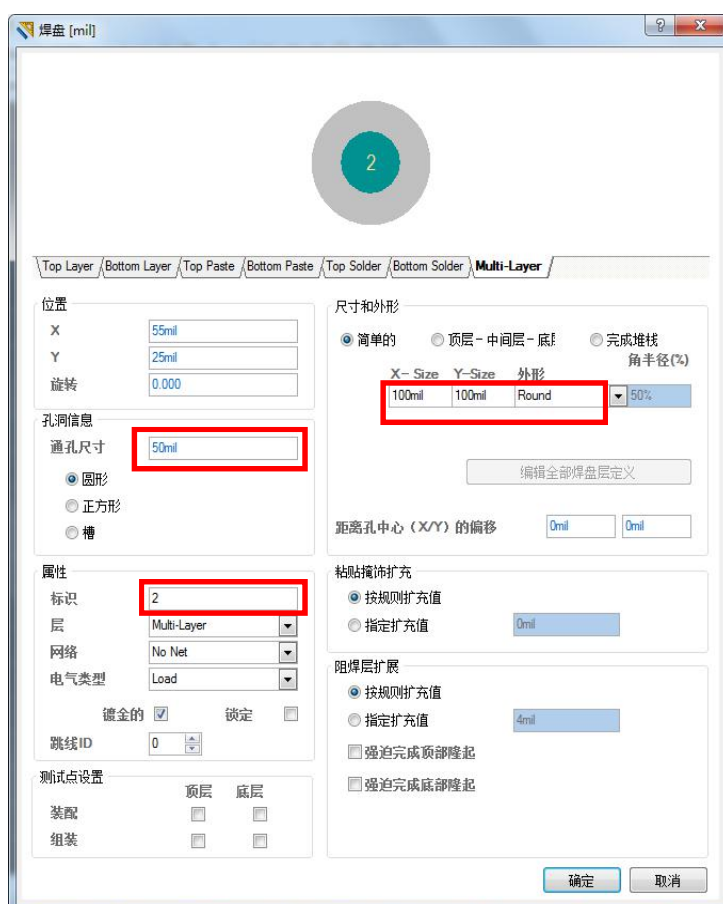 焊盘 [mil]
2
Top Layer Bottom Layer Top Paste Bottom Paste Top Solder Bottom Solder Multi-Layer
位置
X 55mil
Y 25mil
旋转 0.000
孔洞信息
通孔尺寸 50mil
圆形
正方形
槽
属性
标识 2
层 Multi-Layer
网络 No Net
电气类型 Load
镀金的 锁定
跳线ID 0
测试点设置
顶层 底层
装配
组装
尺寸和外形
简单的 顶层-中间层-底层 完成堆栈
角半径(%)
X-Size Y-Size 外形
100mil 100mil Round 50%
编辑全部焊盘层定义
距离孔中心（X/Y）的偏移 0mil 0mil
粘贴掩饰扩充
按规则扩充值
指定扩充值 0mil
阻焊层扩展
按规则扩充值
指定扩充值 4mil
强迫完成顶部隆起
强迫完成底部隆起
确定 取消